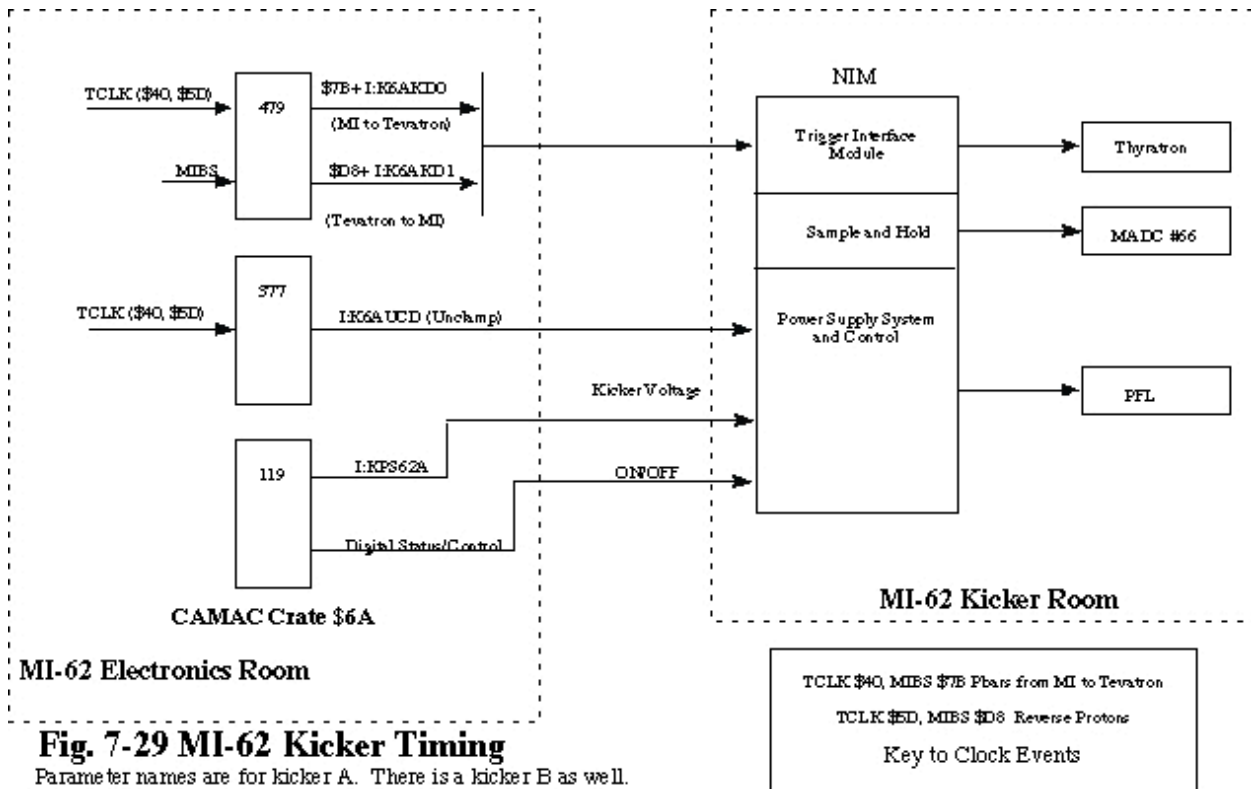 TCLK ($40, $5D)
479
$7B+ I:K6AKD0
(MI to Tevatron)
MIBS
$D8+ I:K6AKD1
(Tevatron to MI)
TCLK ($40, $5D)
377
I:K6AUCD (Unclamp)
119
I:KPS62A
Kicker Voltage
ON/OFF
Digital Status/Control
CAMAC Crate $6A
MI-62 Electronics Room
NIM
Trigger Interface
Module
Thyratron
Sample and Hold
MADC #66
Power Supply System
and Control
PFL
MI-62 Kicker Room
TCLK $40, MIBS $7B Pbars from MI to Tevatron
TCLK $5D, MIBS $D8 Reverse Protons
Key to Clock Events
Fig. 7-29 MI-62 Kicker Timing
Parameter names are for kicker A. There is a kicker B as well.